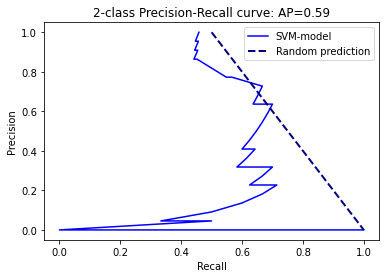 2-class Precision-Recall curve: AP=0.59
SVM-model
Random prediction
Precision
1.0
0.8
0.6
0.4
0.2
0.0
0.0 0.2 0.4 0.6 0.8 1.0
Recall